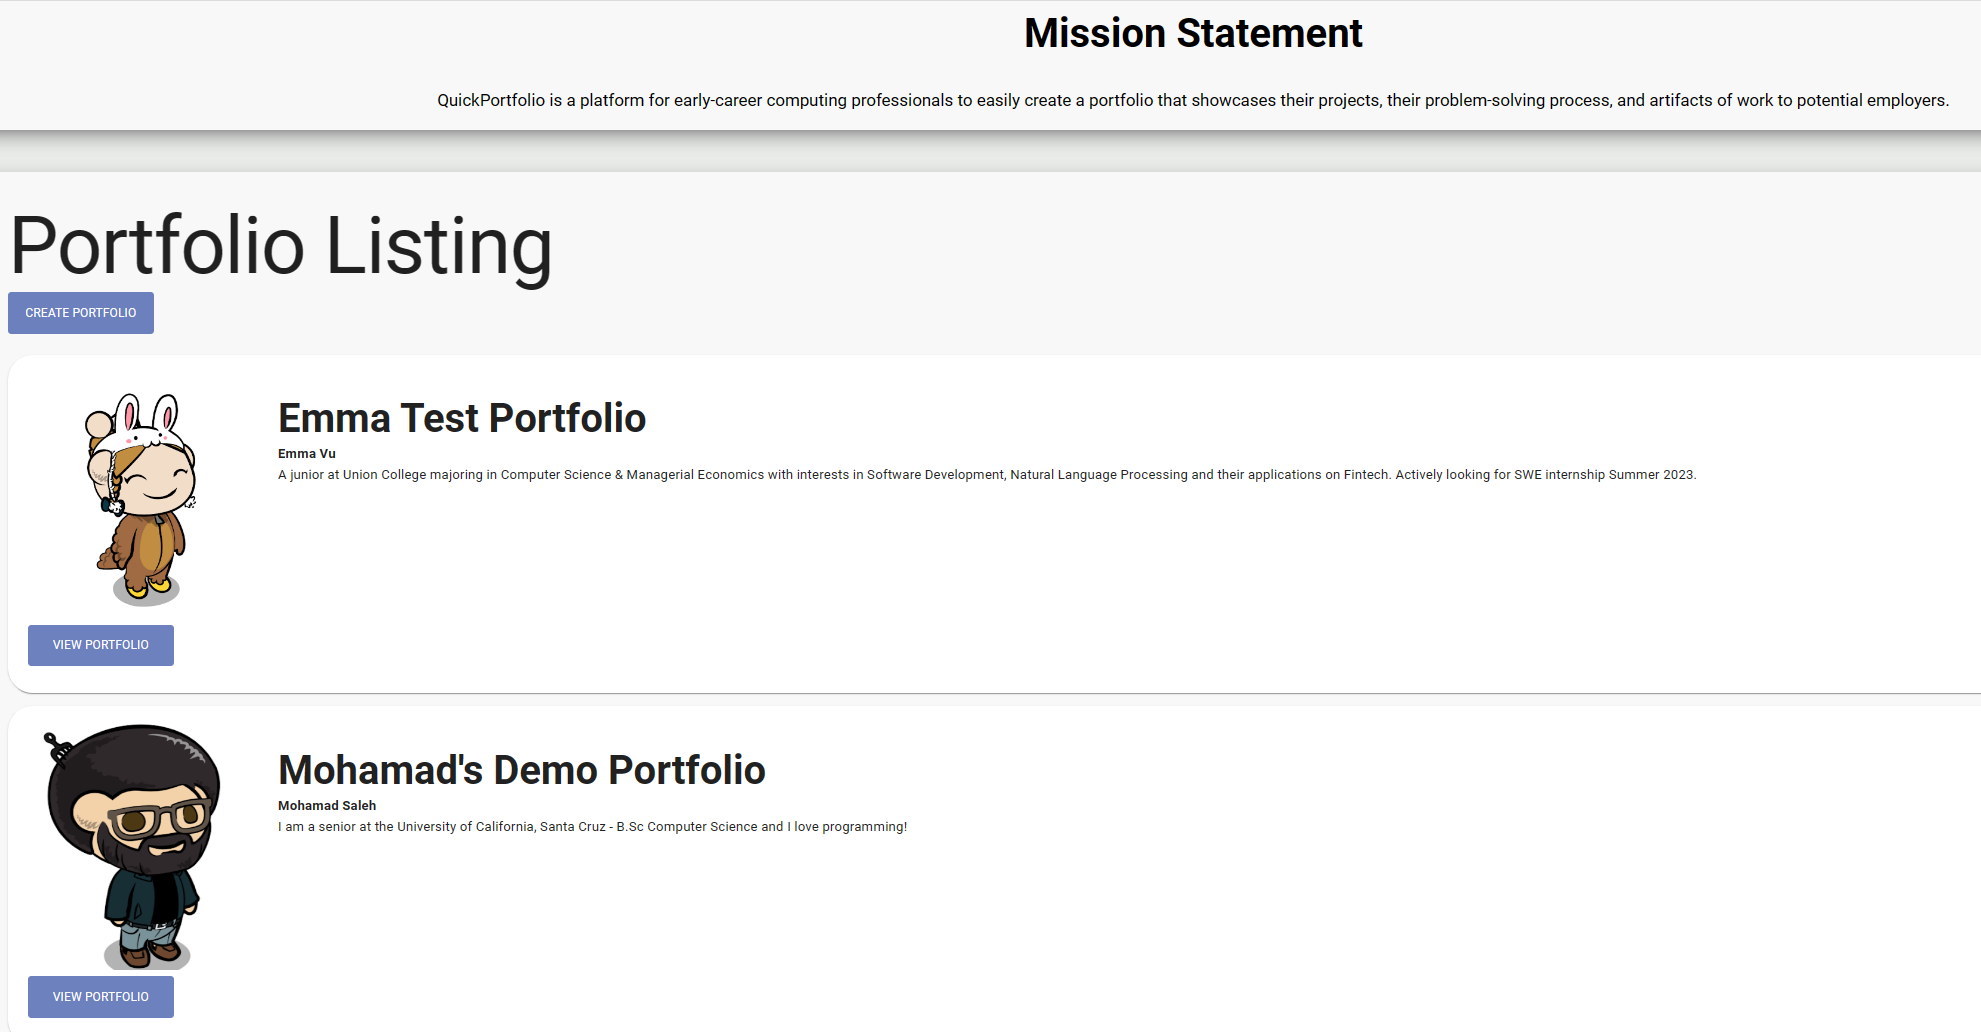 Mission Statement
QuickPortfolio is a platform for early-career computing professionals to easily create a portfolio that showcases their projects, their problem-solving process, and artifacts of work to potential employers.
Portfolio Listing
CREATE PORTFOLIO
Emma Test Portfolio
Emma Vu
A junior at Union College majoring in Computer Science & Managerial Economics with interests in Software Development, Natural Language Processing and their applications on Fintech. Actively looking for SWE internship Summer 2023.
VIEW PORTFOLIO
Mohamad's Demo Portfolio
Mohamad Saleh
I am a senior at the University of California, Santa Cruz - B.Sc Computer Science and I love programming!
VIEW PORTFOLIO